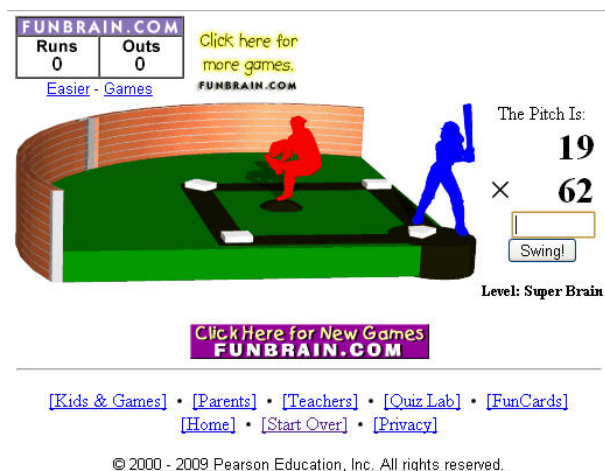 FUNBRAIN.COM
Runs Outs
0 0
Easier - Games
Click here for
more games.
FUNBRAIN.COM
The Pitch Is:
19
× 62
Swing!
Level: Super Brain
Click Here for New Games
FUNBRAIN.COM
[Kids & Games] • [Parents] • [Teachers] • [Quiz Lab] • [FunCards]
[Home] • [Start Over] • [Privacy]
© 2000 - 2009 Pearson Education, Inc. All rights reserved.